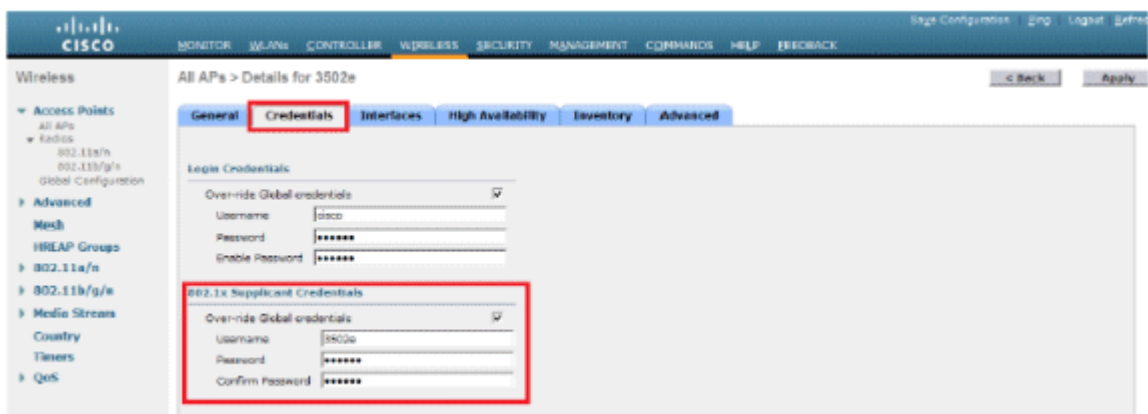 Save Configuration | Ping | Logout | Refre
CISCO
MONITOR WLANs CONTROLLER WIRELESS SECURITY MANAGEMENT COMMANDS HELP FEEDBACK
Wireless
All APs > Details for 3502e
< Back
Apply
Access Points
All APs
Radios
802.11a/n
802.11b/g/n
Global Configuration
Advanced
Mesh
HREAP Groups
802.11a/n
802.11b/g/n
Media Stream
Country
Timers
QoS
General Credentials Interfaces High Availability Inventory Advanced
Login Credentials
Over-ride Global credentials
Username cisco
Password ••••••
Enable Password ••••••
802.1x Supplicant Credentials
Over-ride Global credentials
Username 3502e
Password ••••••
Confirm Password ••••••